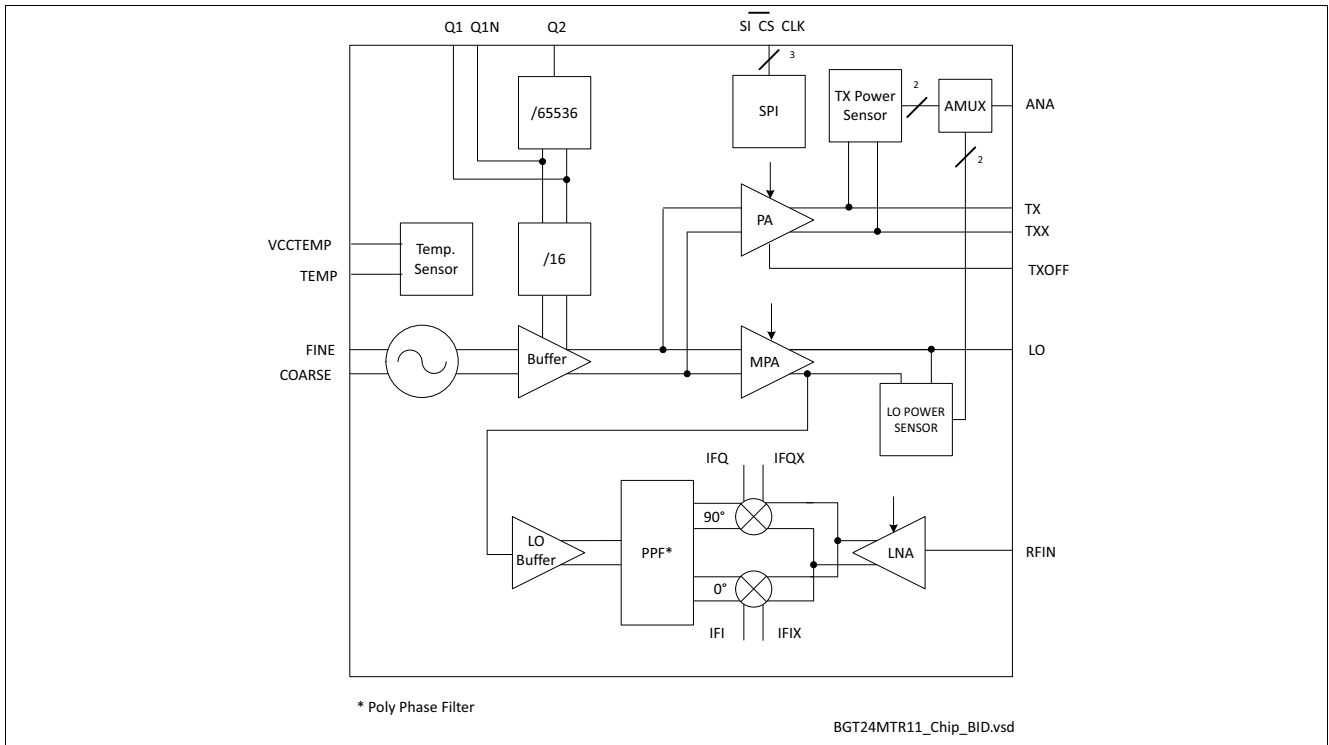 Q1 Q1N Q2 SI CS CLK
3
/65536
SPI
TX Power
Sensor
2
AMUX
ANA
2
PA
TX
TXX
TXOFF
VCCTEMP
TEMP
Temp.
Sensor
/16
FINE
COARSE
Buffer
MPA
LO
LO POWER
SENSOR
IFQ IFQX
90°
LO
Buffer
PPF*
LNA
RFIN
0°
IFI IFIX
* Poly Phase Filter
BGT24MTR11_Chip_BID.vsd